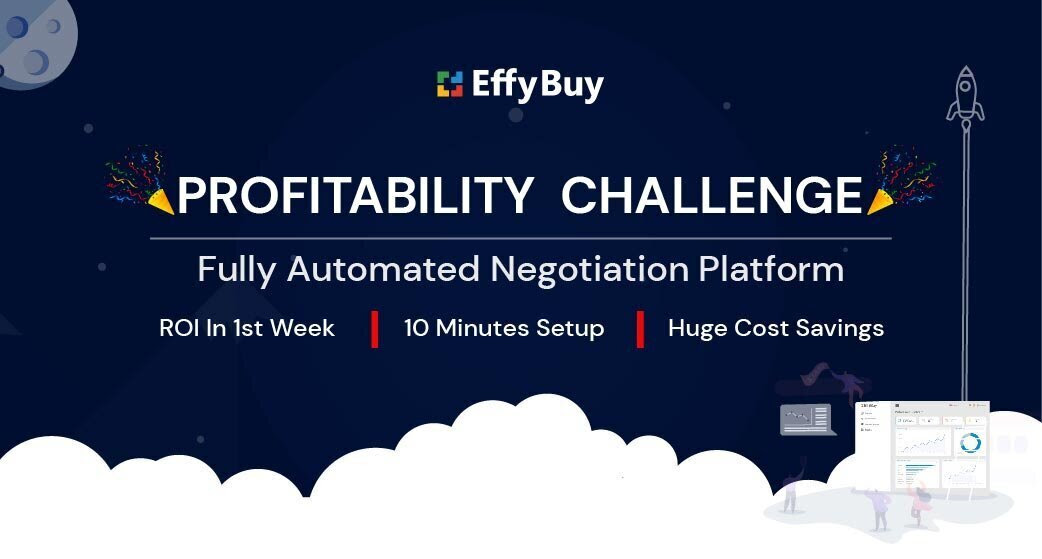 EffyBuy
PROFITABILITY CHALLENGE
Fully Automated Negotiation Platform
ROI In 1st Week
10 Minutes Setup
Huge Cost Savings